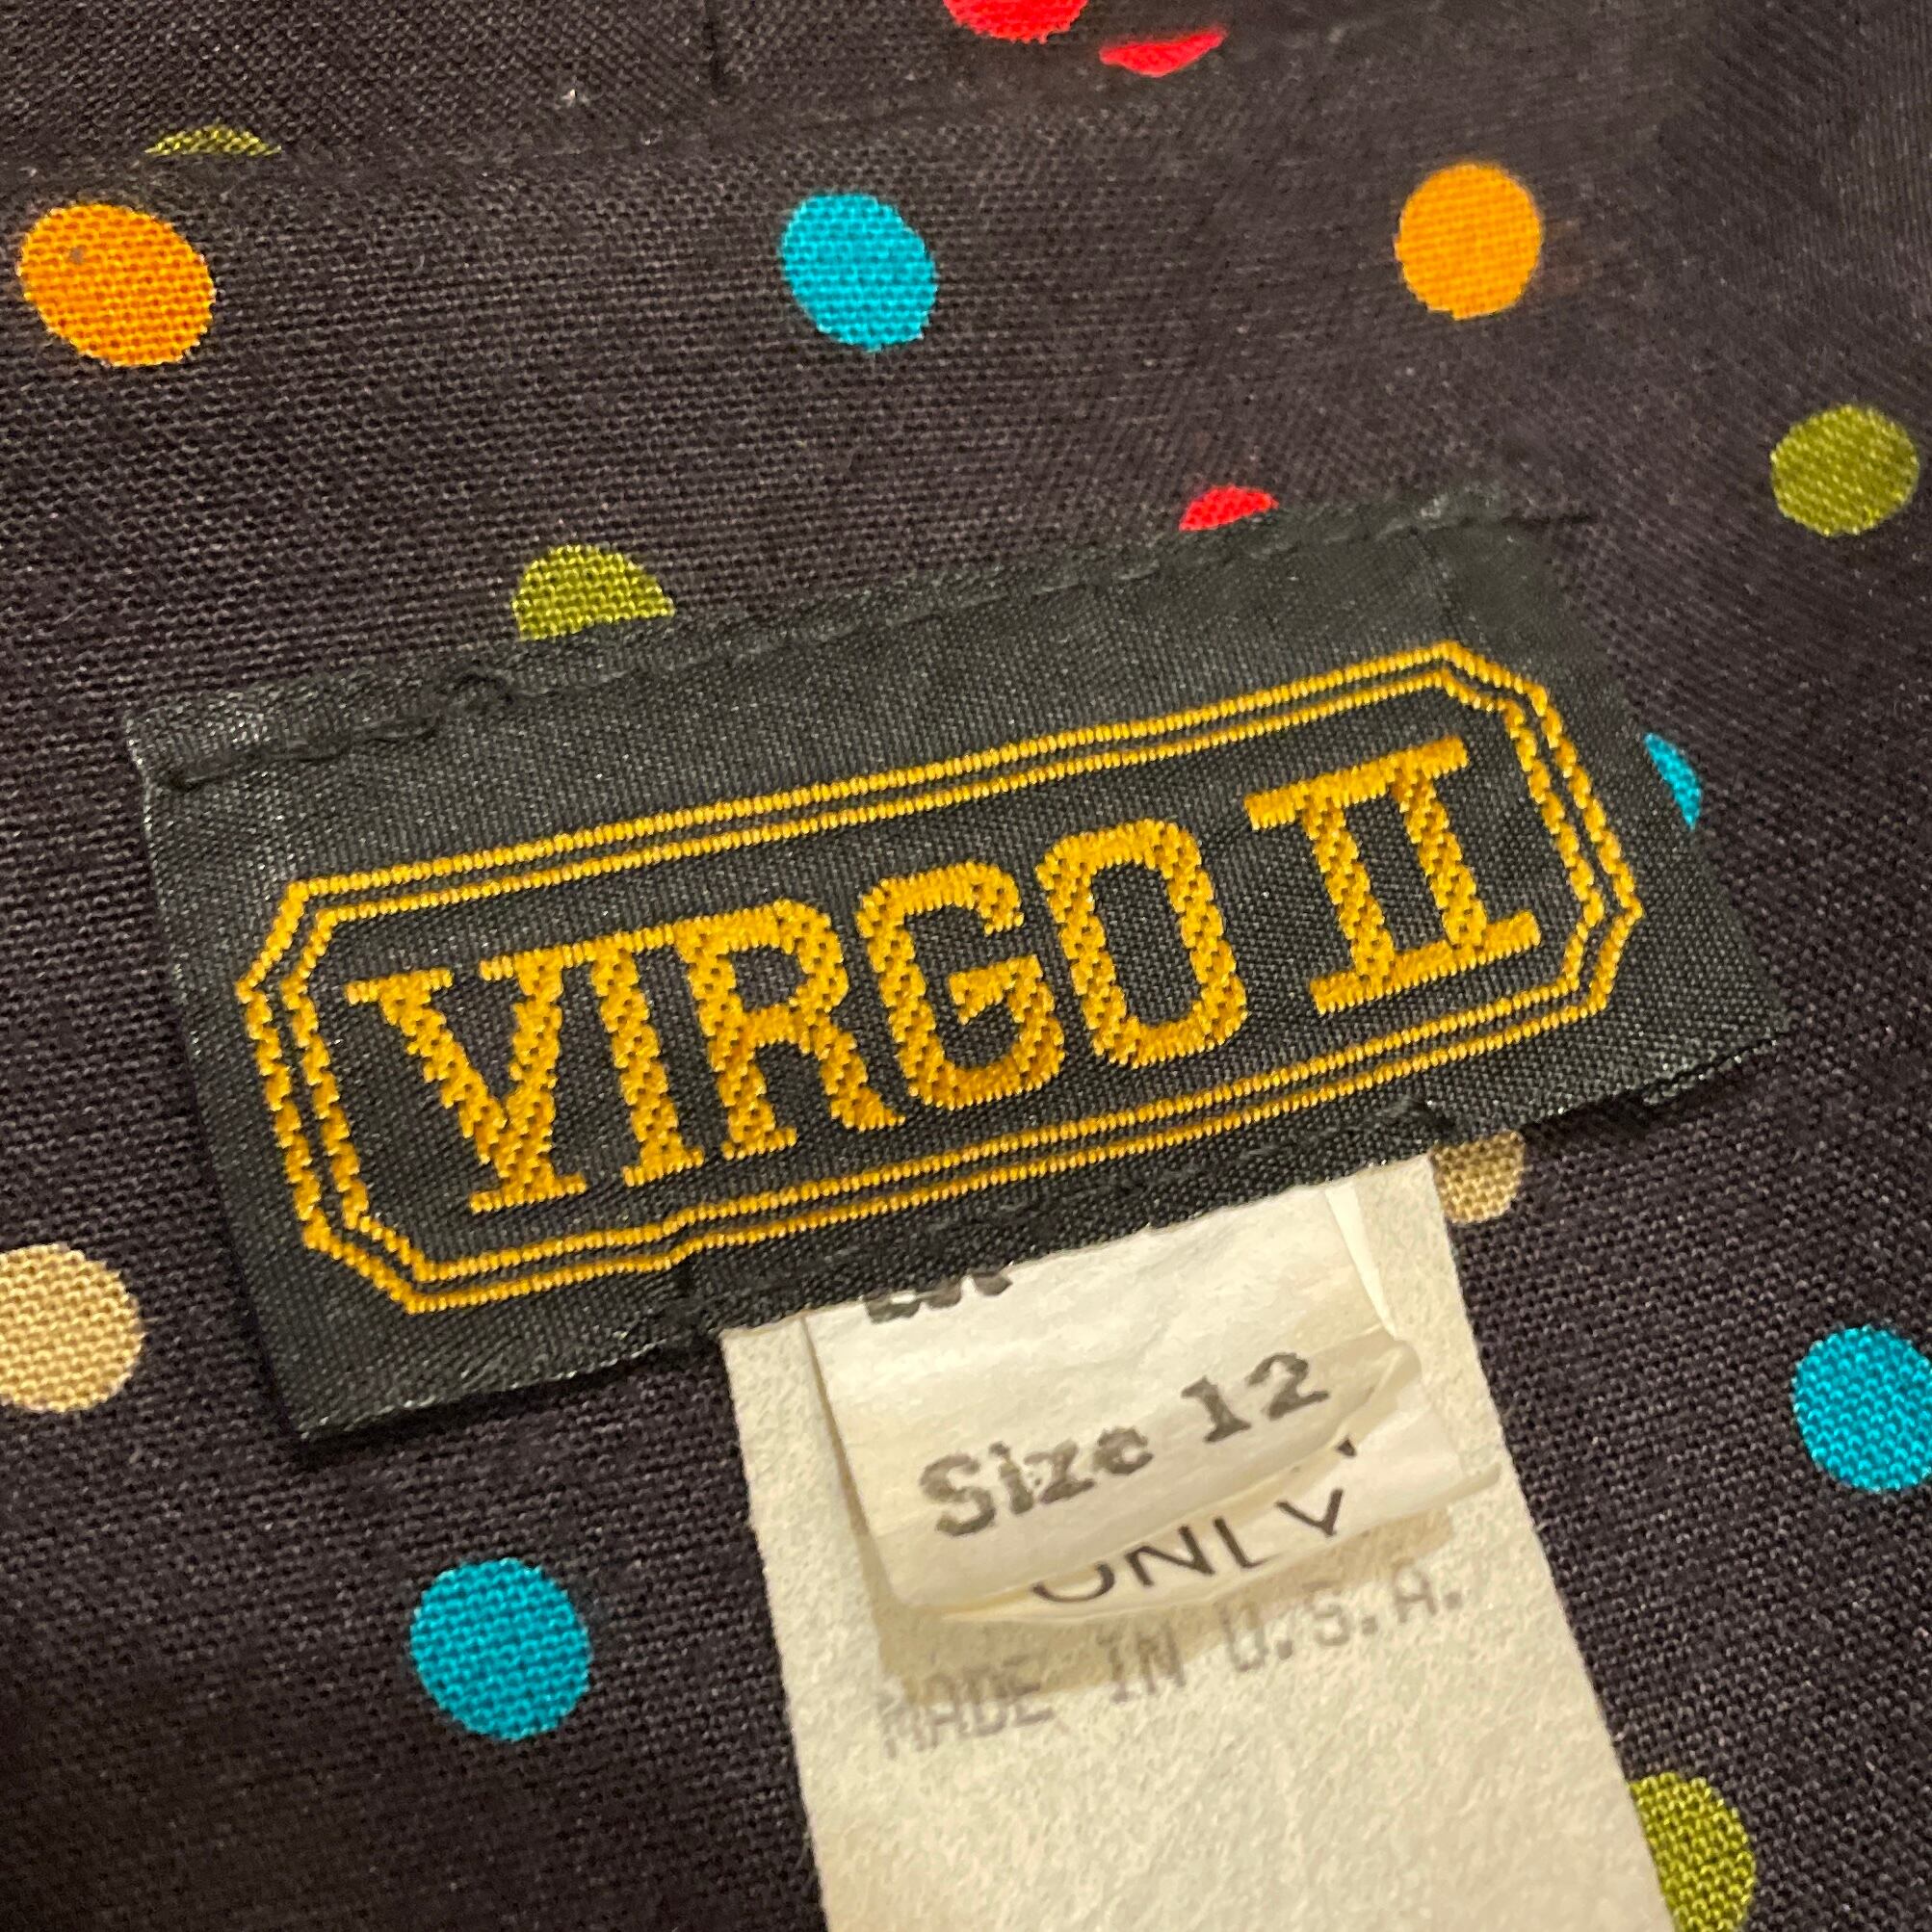 VIRGO II
Size 12
ONLY
MADE IN U.S.A.